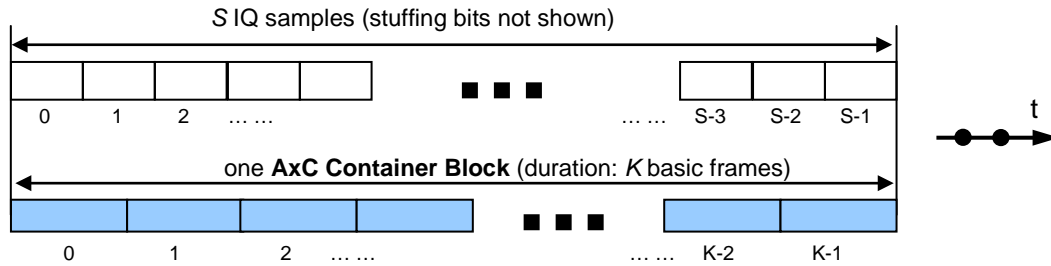 S IQ samples (stuffing bits not shown)
0 1 2 … … … … S-3 S-2 S-1
t
one AxC Container Block (duration: K basic frames)
0 1 2 … … … … K-2 K-1